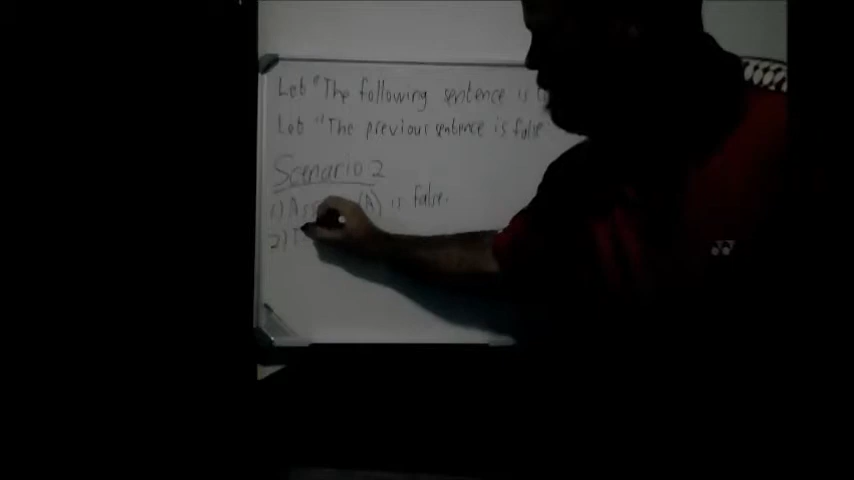 Let "The following sentence is
Let "The previous sentence is false
Scenario 2
1) (A) is false.
2)